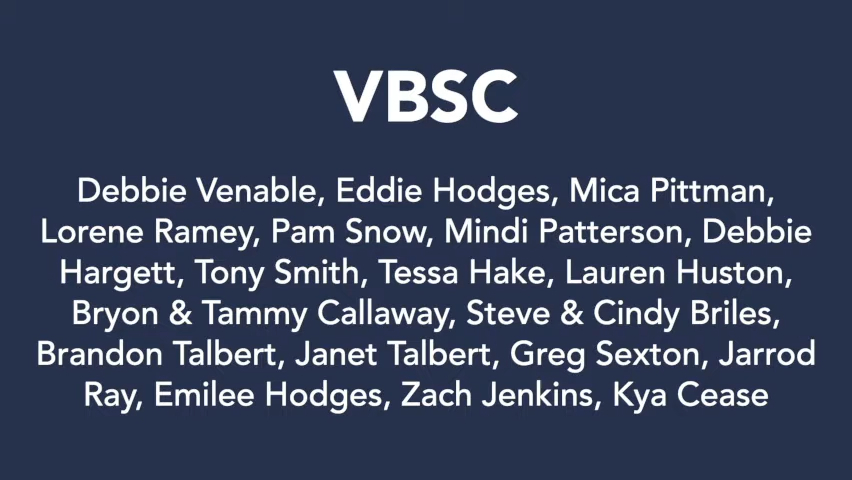 VBSC
Debbie Venable, Eddie Hodges, Mica Pittman,
Lorene Ramey, Pam Snow, Mindi Patterson, Debbie
Hargett, Tony Smith, Tessa Hake, Lauren Huston,
Bryon & Tammy Callaway, Steve & Cindy Briles,
Brandon Talbert, Janet Talbert, Greg Sexton, Jarrod
Ray, Emilee Hodges, Zach Jenkins, Kya Cease